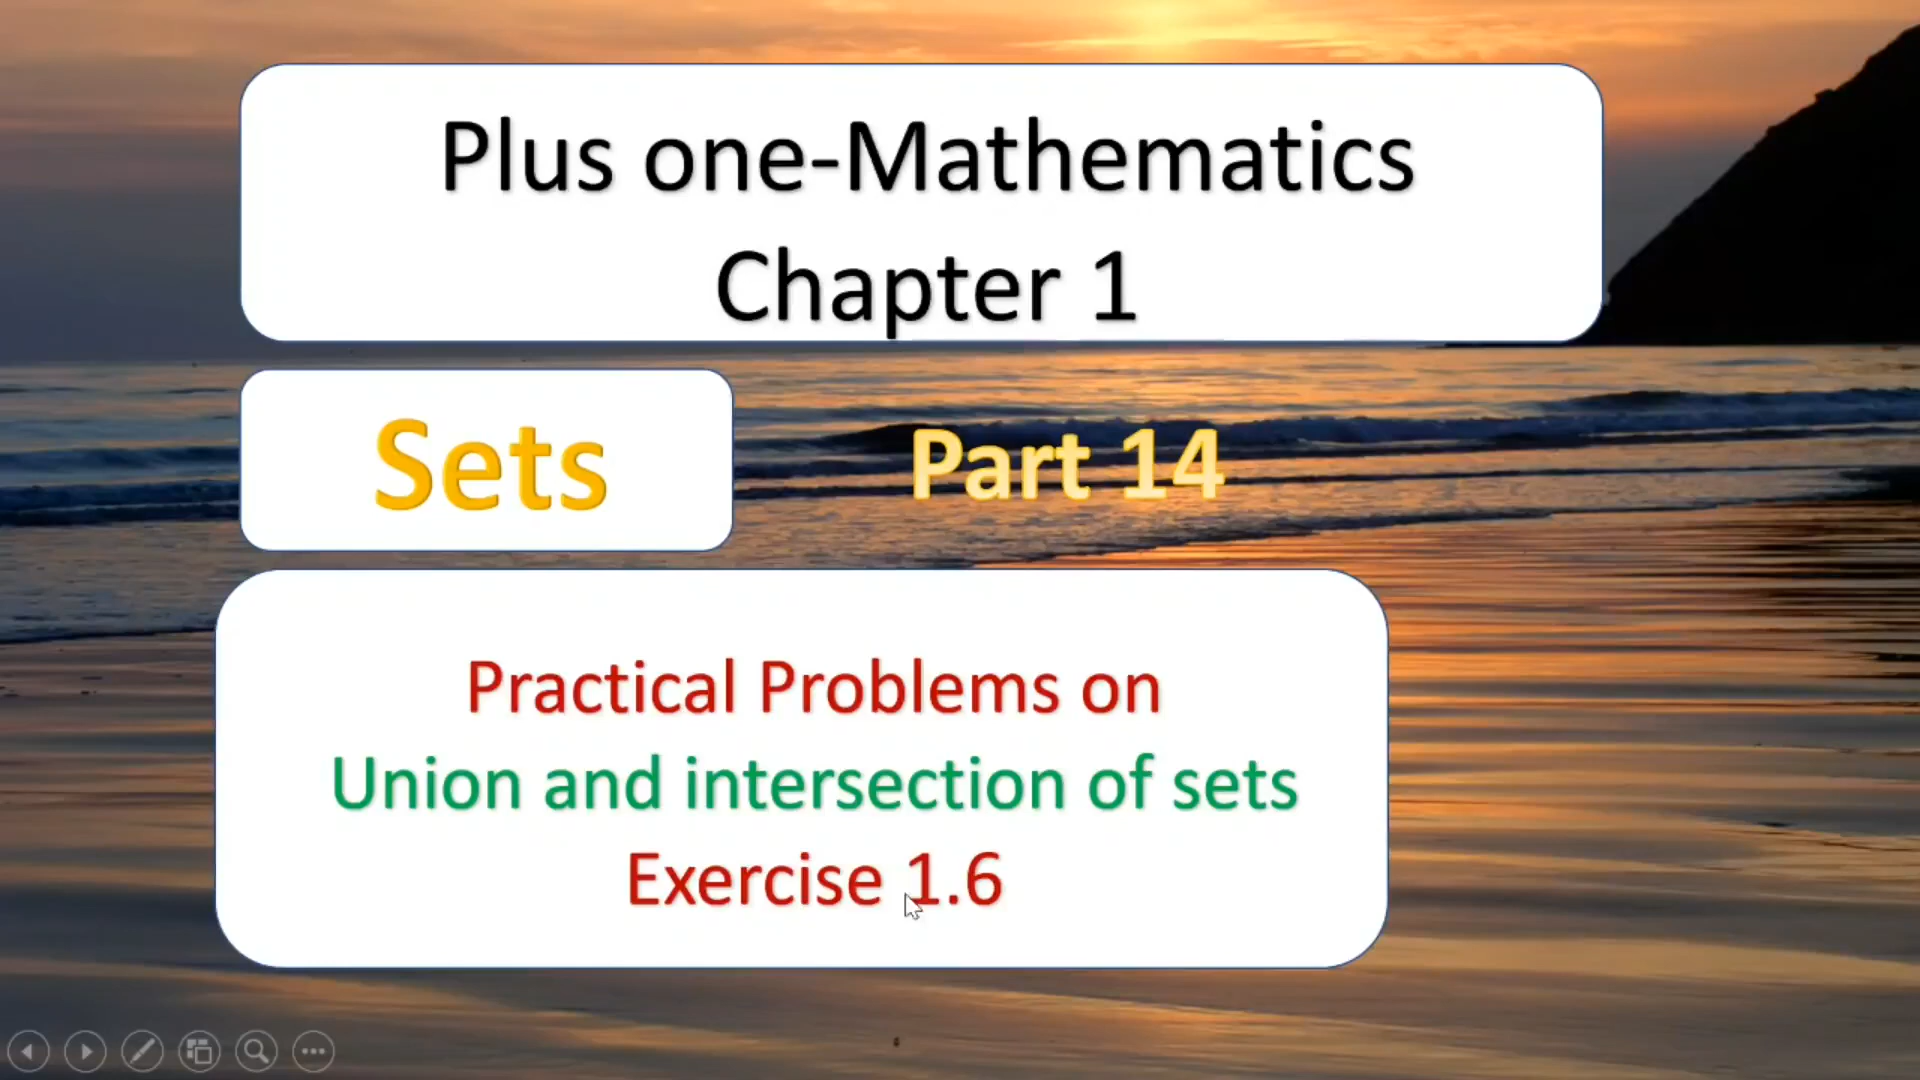 Plus one-Mathematics
Chapter 1
Sets
Part 14
Practical Problems on
Union and intersection of sets
Exercise 1.6